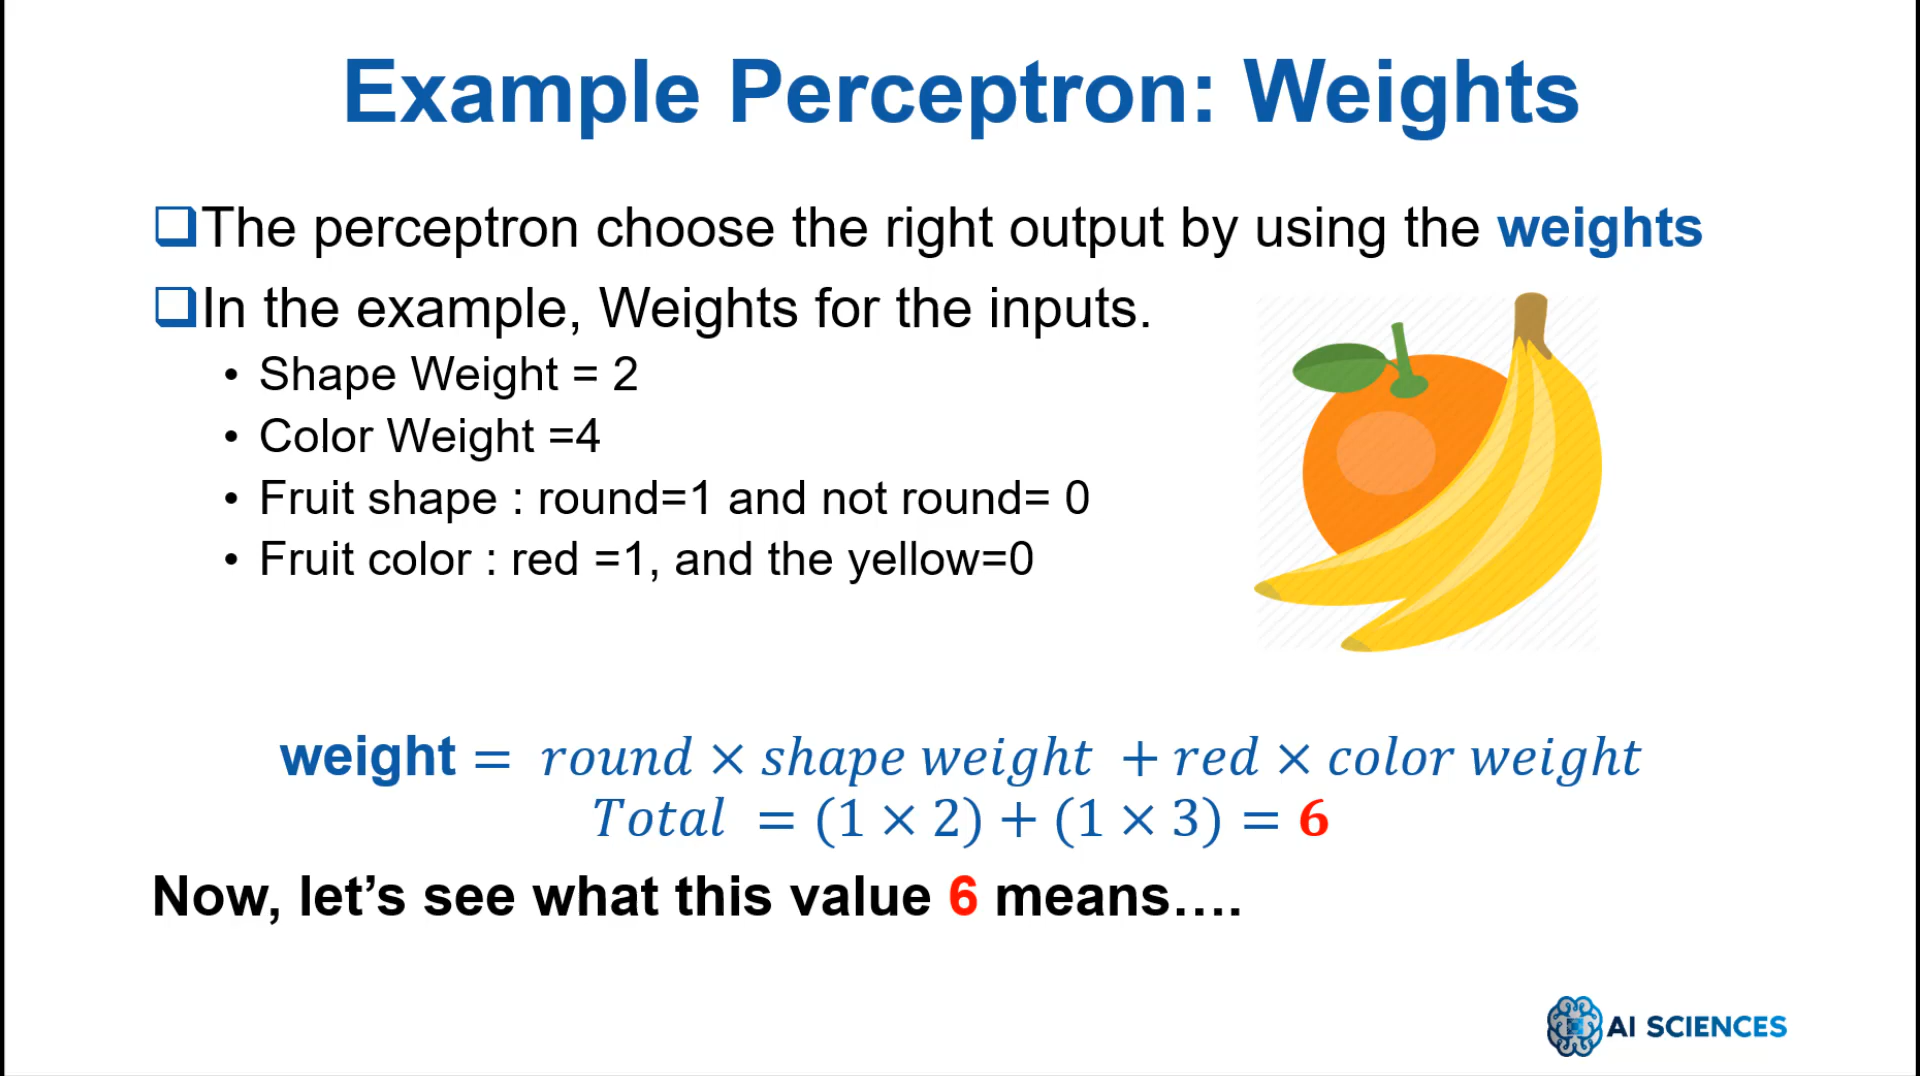 Example Perceptron: Weights
The perceptron choose the right output by using the weights
In the example, Weights for the inputs.
• Shape Weight = 2
• Color Weight =4
• Fruit shape : round=1 and not round= 0
• Fruit color : red =1, and the yellow=0
weight = round × shape weight + red × color weight
Total = (1 × 2) + (1 × 3) = 6
Now, let’s see what this value 6 means….
AI SCIENCES